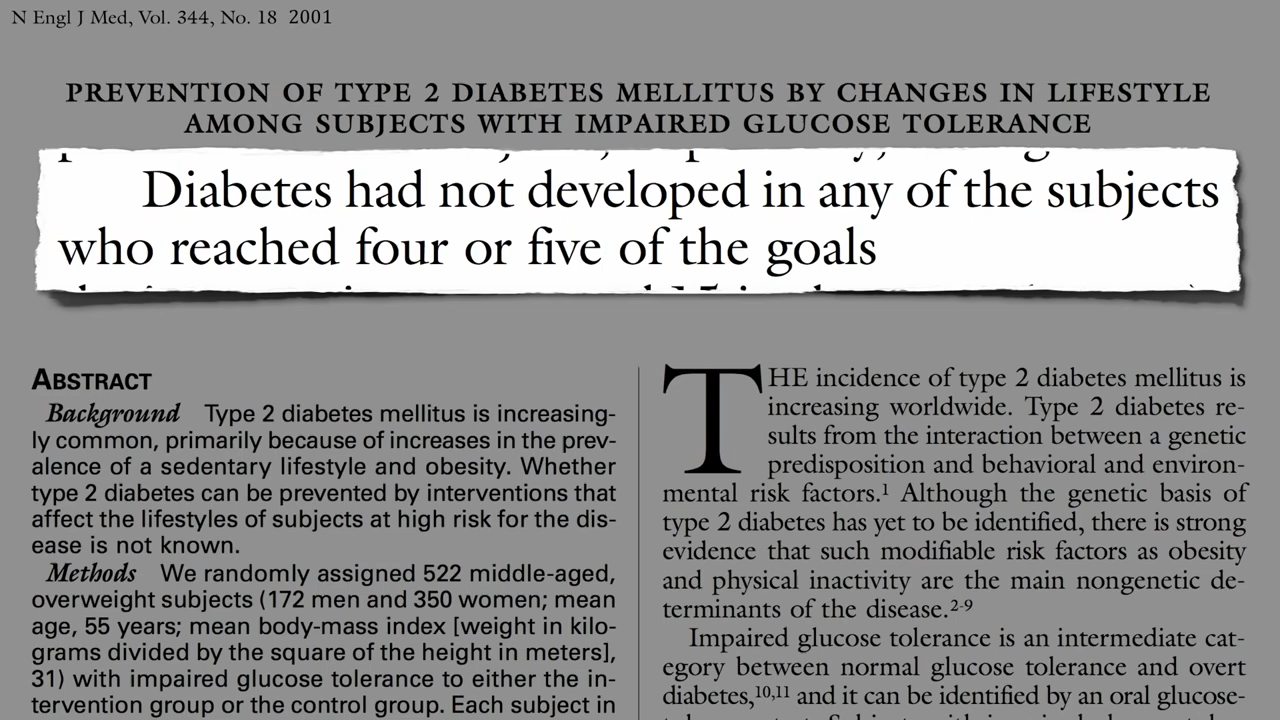 N Engl J Med, Vol. 344, No. 18 2001
PREVENTION OF TYPE 2 DIABETES MELLITUS BY CHANGES IN LIFESTYLE
AMONG SUBJECTS WITH IMPAIRED GLUCOSE TOLERANCE
Diabetes had not developed in any of the subjects
who reached four or five of the goals
ABSTRACT
Background Type 2 diabetes mellitus is increasing-
ly common, primarily because of increases in the prev-
alence of a sedentary lifestyle and obesity. Whether
type 2 diabetes can be prevented by interventions that
affect the lifestyles of subjects at high risk for the dis-
ease is not known.
Methods We randomly assigned 522 middle-aged,
overweight subjects (172 men and 350 women; mean
age, 55 years; mean body-mass index [weight in kilo-
grams divided by the square of the height in meters],
31) with impaired glucose tolerance to either the in-
tervention group or the control group. Each subject in
THE incidence of type 2 diabetes mellitus is
increasing worldwide. Type 2 diabetes re-
sults from the interaction between a genetic
predisposition and behavioral and environ-
mental risk factors.1 Although the genetic basis of
type 2 diabetes has yet to be identified, there is strong
evidence that such modifiable risk factors as obesity
and physical inactivity are the main nongenetic de-
terminants of the disease.2-9
Impaired glucose tolerance is an intermediate cat-
egory between normal glucose tolerance and overt
diabetes,10,11 and it can be identified by an oral glucose-